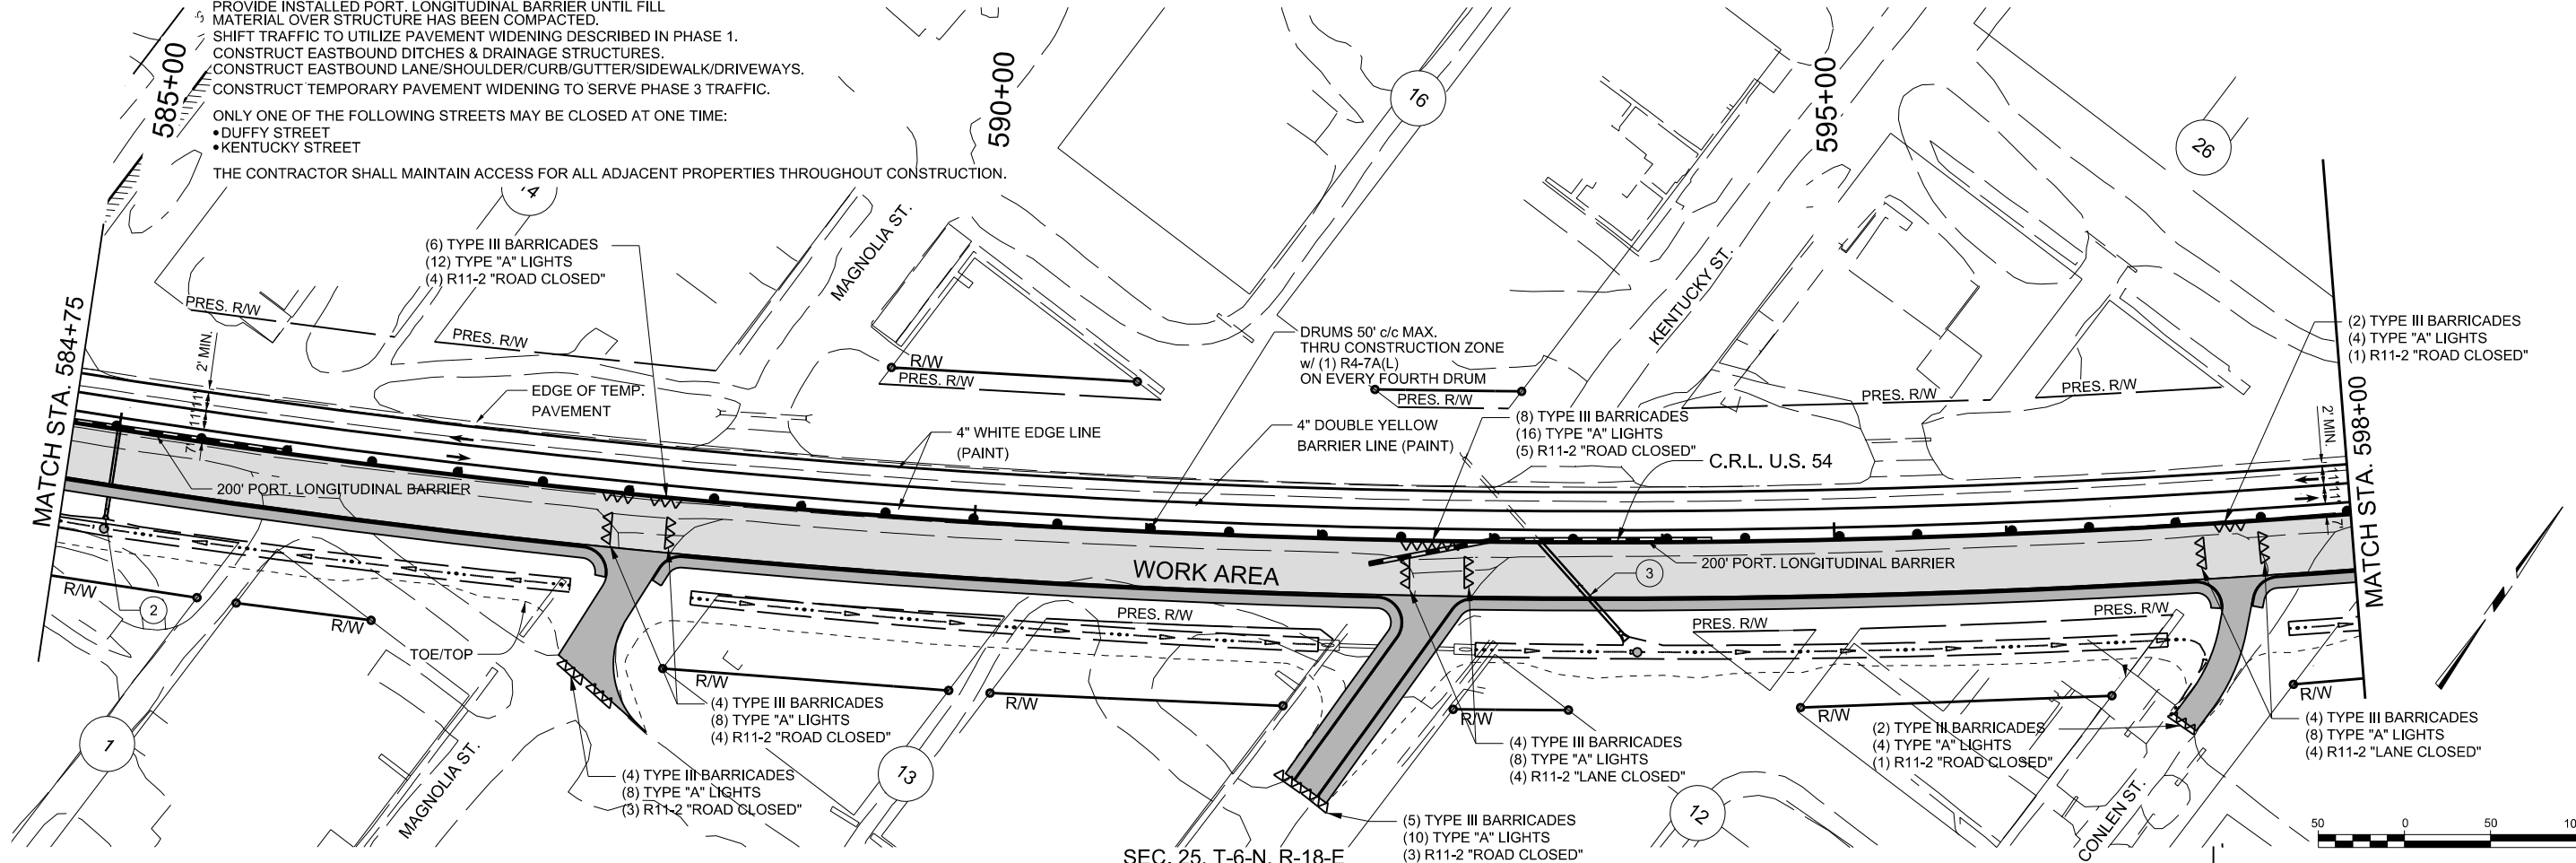 PROVIDE INSTALLED PORT. LONGITUDINAL BARRIER UNTIL FILL
MATERIAL OVER STRUCTURE HAS BEEN COMPACTED.
SHIFT TRAFFIC TO UTILIZE PAVEMENT WIDENING DESCRIBED IN PHASE 1.
CONSTRUCT EASTBOUND DITCHES & DRAINAGE STRUCTURES.
CONSTRUCT EASTBOUND LANE/SHOULDER/CURB/GUTTER/SIDEWALK/DRIVEWAYS.
CONSTRUCT TEMPORARY PAVEMENT WIDENING TO SERVE PHASE 3 TRAFFIC.
ONLY ONE OF THE FOLLOWING STREETS MAY BE CLOSED AT ONE TIME:
•DUFFY STREET
•KENTUCKY STREET
THE CONTRACTOR SHALL MAINTAIN ACCESS FOR ALL ADJACENT PROPERTIES THROUGHOUT CONSTRUCTION.
585+00
590+00
595+00
16
26
MAGNOLIA ST.
KENTUCKY ST.
(6) TYPE III BARRICADES
(12) TYPE "A" LIGHTS
(4) R11-2 "ROAD CLOSED"
PRES. R/W
PRES. R/W
R/W
PRES. R/W
DRUMS 50' c/c MAX.
THRU CONSTRUCTION ZONE
w/ (1) R4-7A(L)
ON EVERY FOURTH DRUM
PRES. R/W
PRES. R/W
PRES. R/W
(2) TYPE III BARRICADES
(4) TYPE "A" LIGHTS
(1) R11-2 "ROAD CLOSED"
MATCH STA. 584+75
2' MIN.
11'
11'
7'
EDGE OF TEMP.
PAVEMENT
4" WHITE EDGE LINE
(PAINT)
4" DOUBLE YELLOW
BARRIER LINE (PAINT)
(8) TYPE III BARRICADES
(16) TYPE "A" LIGHTS
(5) R11-2 "ROAD CLOSED"
C.R.L. U.S. 54
2' MIN.
11'
11'
7'
MATCH STA. 598+00
200' PORT. LONGITUDINAL BARRIER
WORK AREA
3
200' PORT. LONGITUDINAL BARRIER
R/W
2
R/W
PRES. R/W
PRES. R/W
PRES. R/W
TOE/TOP
R/W
R/W
R/W
R/W
R/W
(4) TYPE III BARRICADES
(8) TYPE "A" LIGHTS
(4) R11-2 "ROAD CLOSED"
(4) TYPE III BARRICADES
(8) TYPE "A" LIGHTS
(4) R11-2 "LANE CLOSED"
(2) TYPE III BARRICADES
(4) TYPE "A" LIGHTS
(1) R11-2 "ROAD CLOSED"
(4) TYPE III BARRICADES
(8) TYPE "A" LIGHTS
(4) R11-2 "LANE CLOSED"
1
MAGNOLIA ST.
(4) TYPE III BARRICADES
(8) TYPE "A" LIGHTS
(3) R11-2 "ROAD CLOSED"
13
12
(5) TYPE III BARRICADES
(10) TYPE "A" LIGHTS
(3) R11-2 "ROAD CLOSED"
CONLEN ST.
SEC. 25, T-6-N, R-18-E
50 0 50